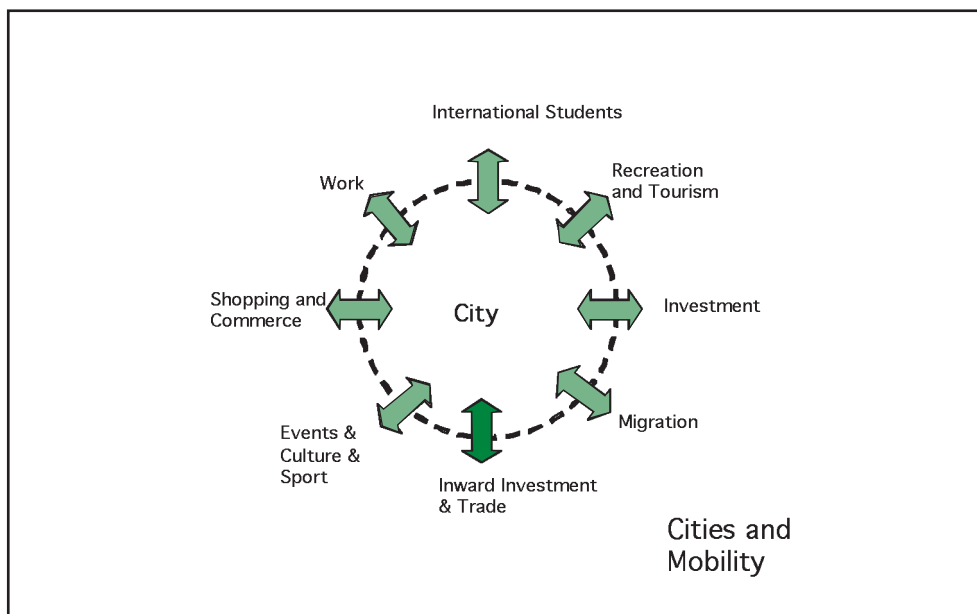 International Students
Work
Recreation
and Tourism
Shopping and
Commerce
City
Investment
Migration
Events &
Culture &
Sport
Inward Investment
& Trade
Cities and
Mobility